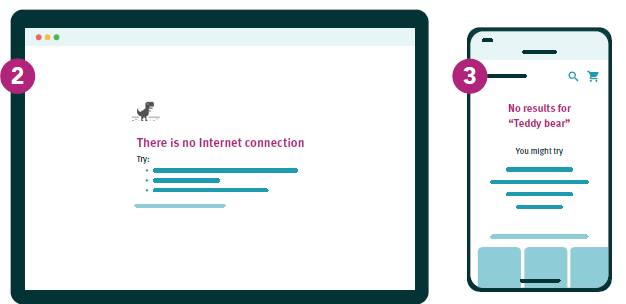 2
There is no Internet connection
Try:
3
No results for
“Teddy bear”
You might try